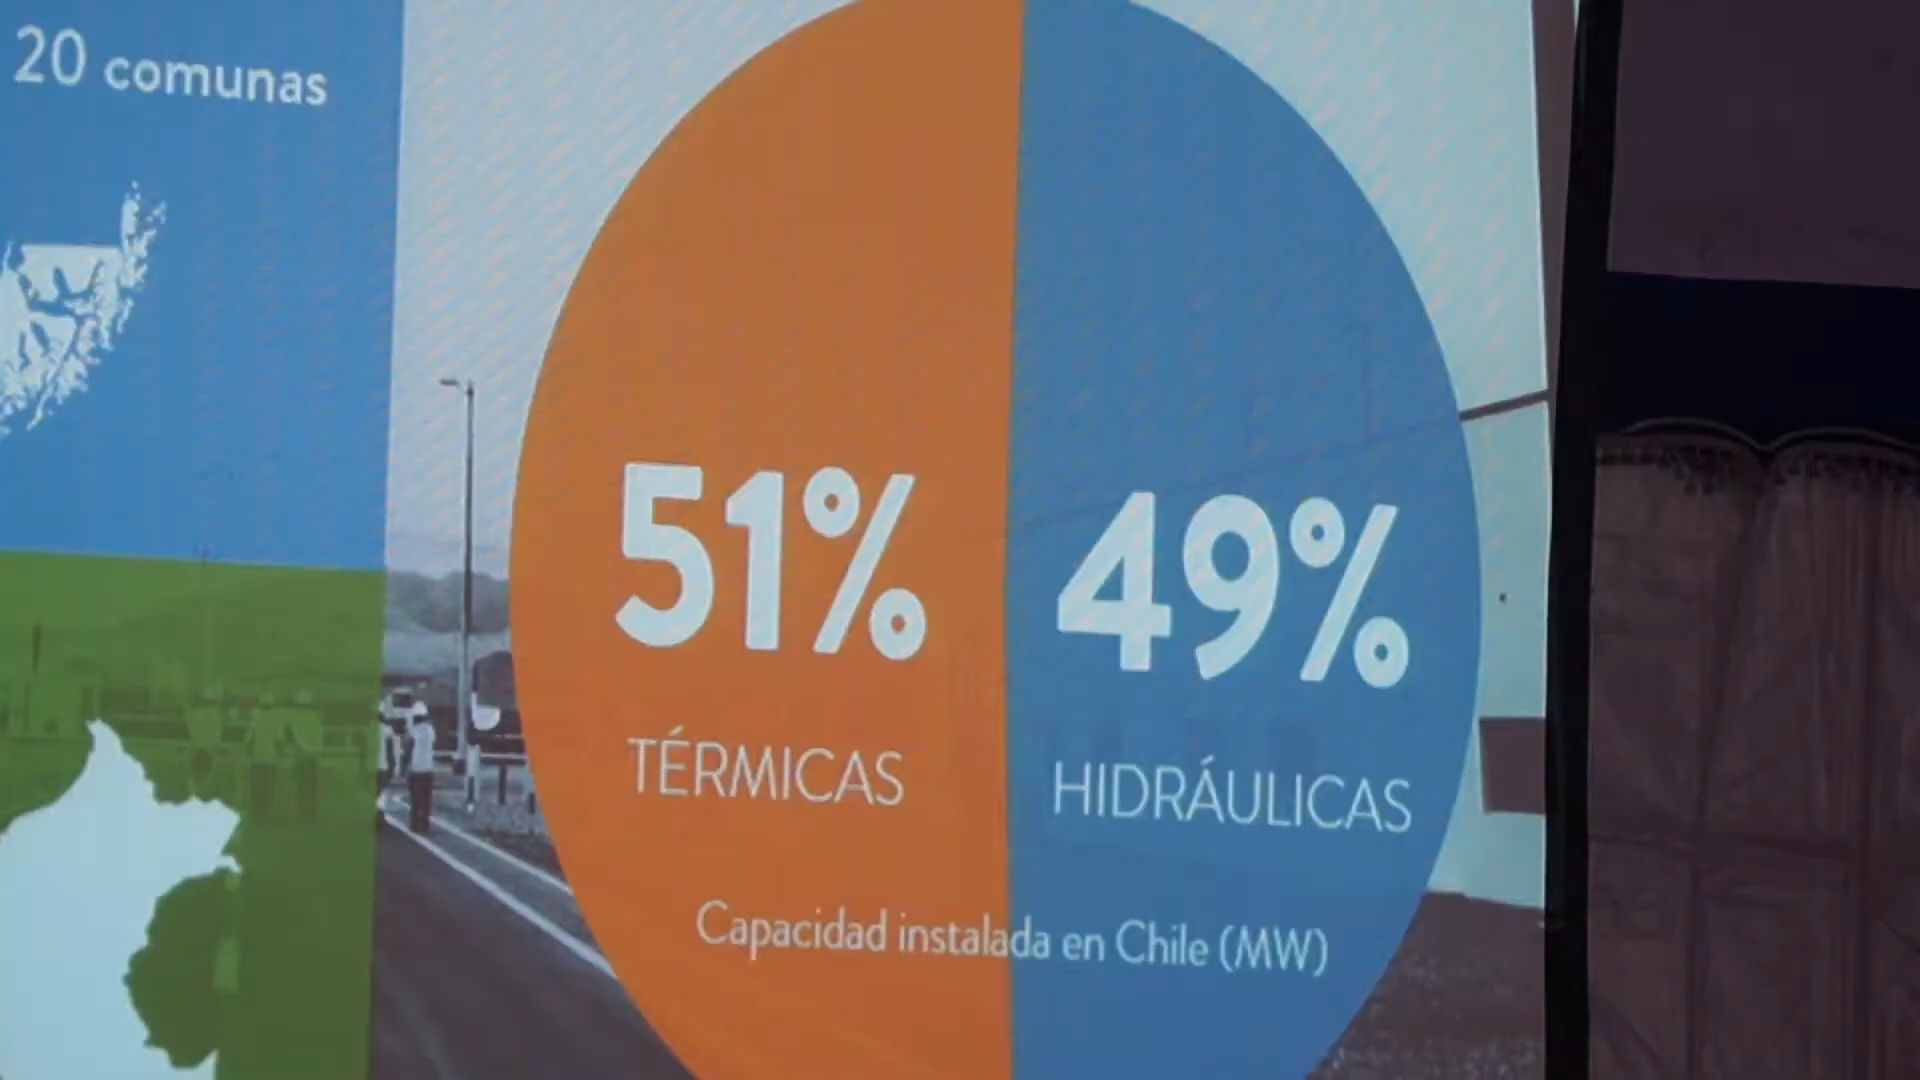 20 comunas
51%
49%
TÉRMICAS
HIDRÁULICAS
Capacidad instalada en Chile (MW)